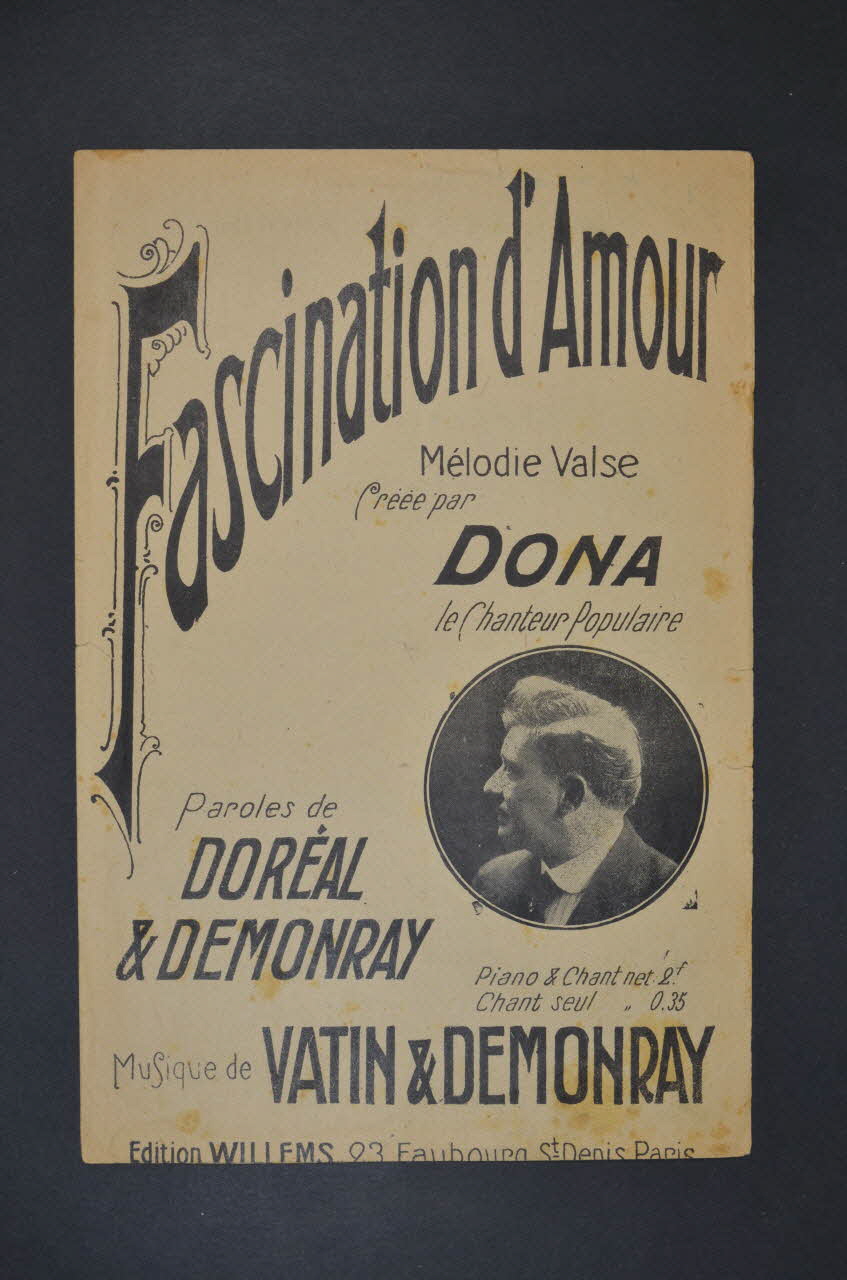 Fascination d'Amour
Mélodie Valse
Créée par
DONA
le Chanteur Populaire
Paroles de
DORÉAL
& DEMONRAY
Piano & Chant net 2f
Chant seul „ 0.35
Musique de VATIN & DEMONRAY
Edition WILLEMS 23 Faubourg St Denis Paris